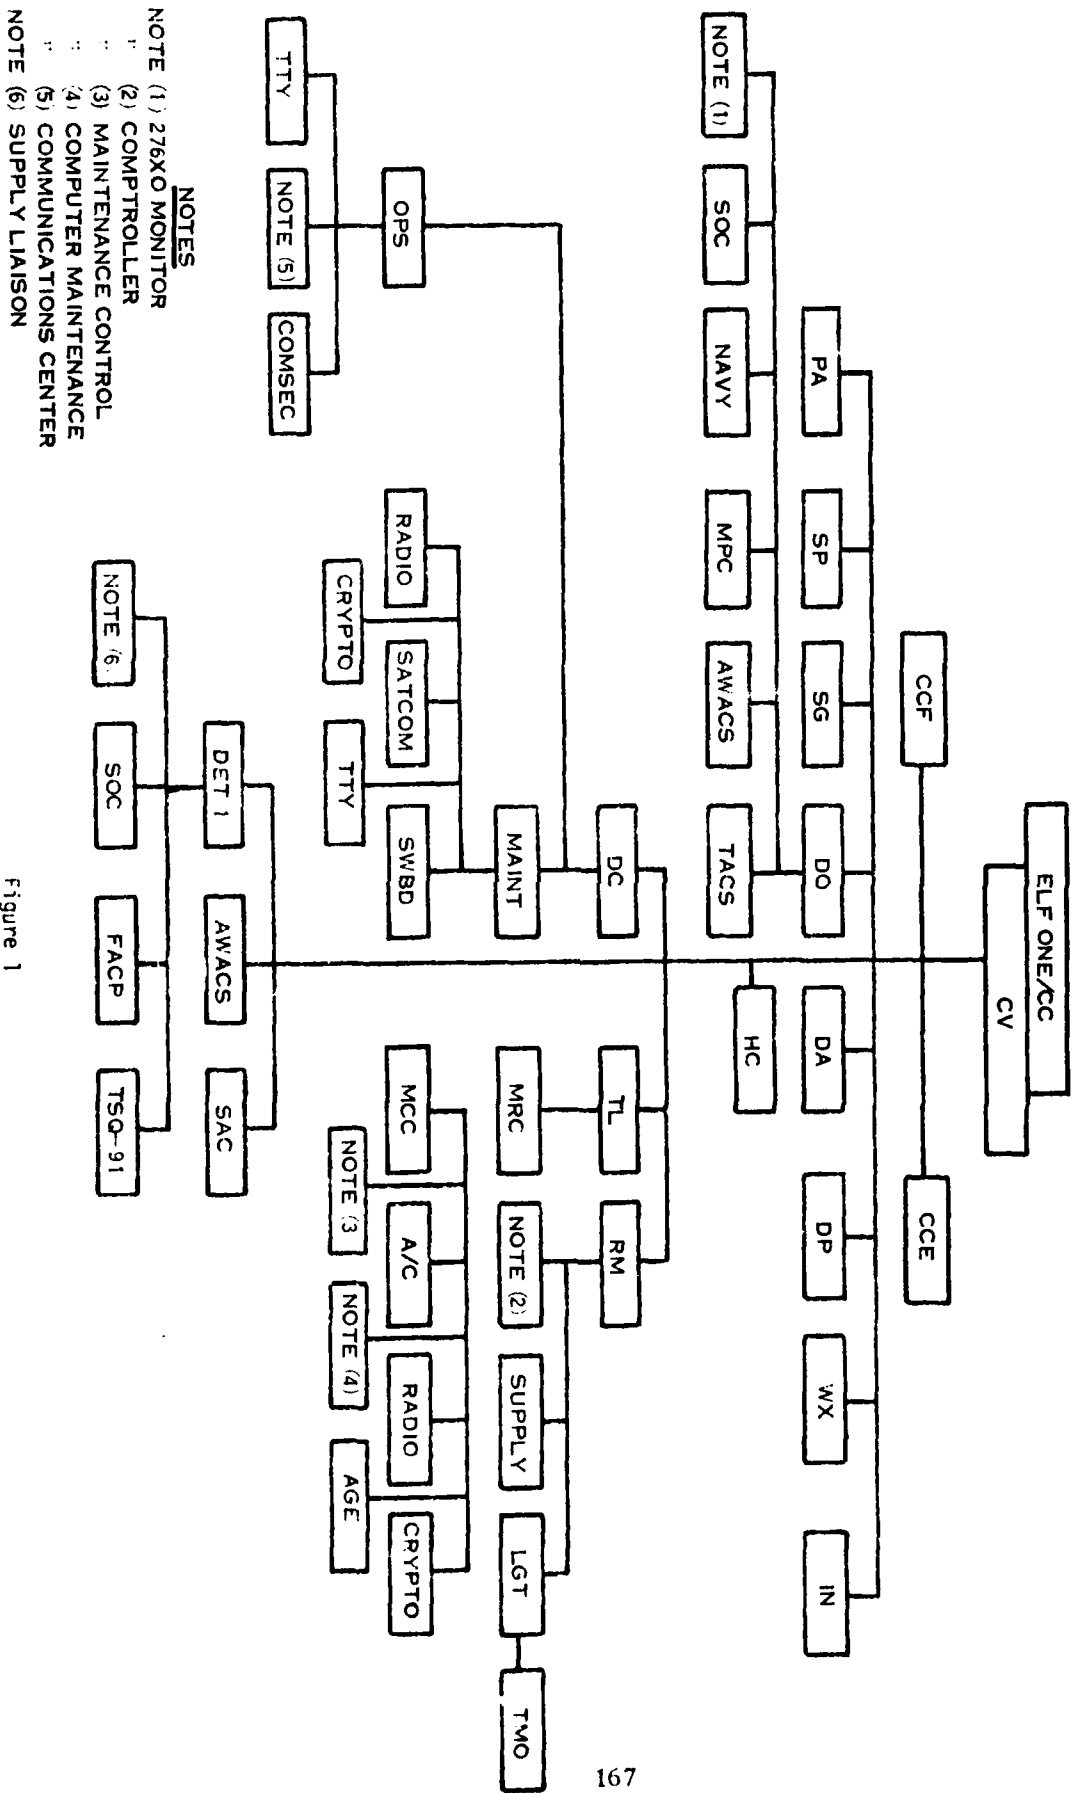 ELF ONE/CC
CV
CCF
CCE
PA
SP
SG
DO
DA
DP
WX
IN
NOTE (1)
SOC
NAVY
MPC
AWACS
TACS
HC
DC
TL
RM
OPS
MAINT
MRC
NOTE (2)
SUPPLY
LGT
TMO
TTY
NOTE (5)
COMSEC
RADIO
CRYPTO
SATCOM
TTY
SWBD
MCC
NOTE (3
A/C
NOTE (4)
RADIO
AGE
CRYPTO
DET 1
AWACS
SAC
NOTE (6.
SOC
FACP
TSQ-91
NOTES
NOTE (1) 276XO MONITOR
" (2) COMPTROLLER
" (3) MAINTENANCE CONTROL
" (4) COMPUTER MAINTENANCE
" (5) COMMUNICATIONS CENTER
NOTE (6) SUPPLY LIAISON
Figure 1
167